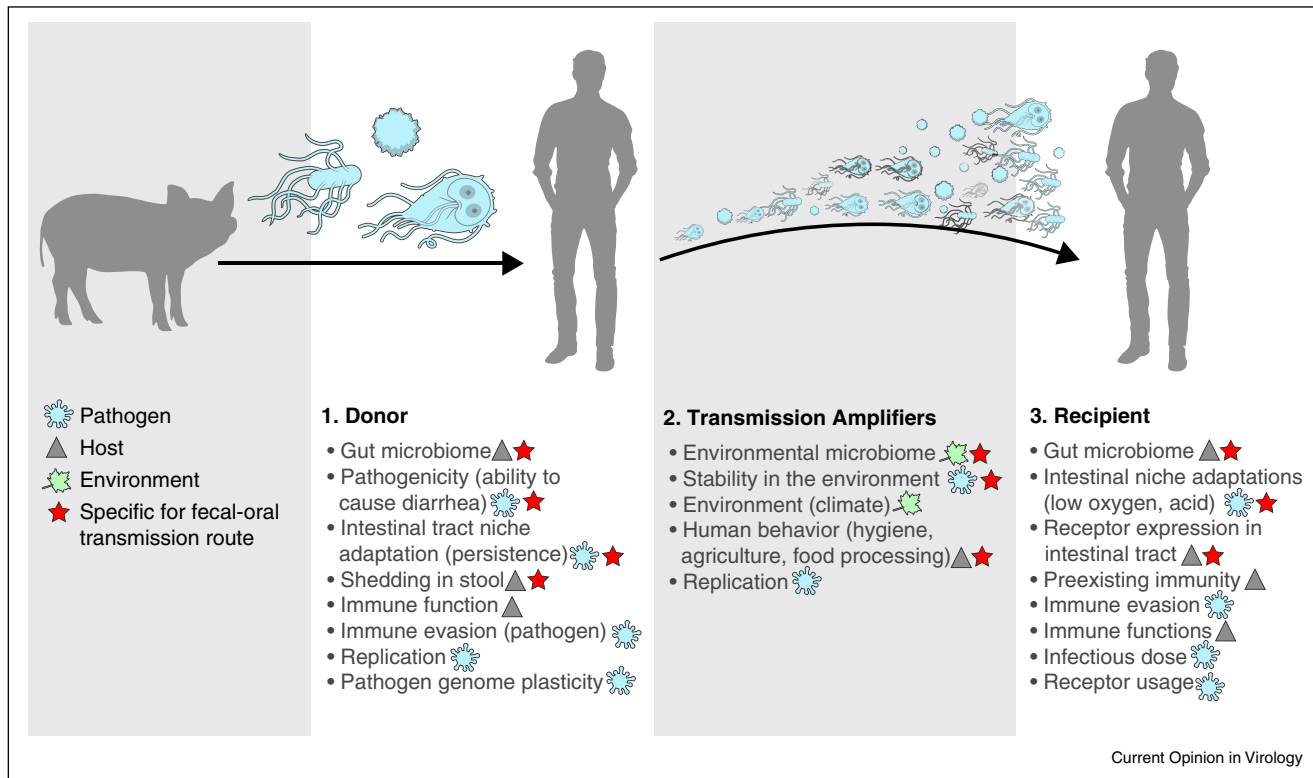 Pathogen
Host
Environment
Specific for fecal-oral
transmission route
1. Donor
• Gut microbiome
• Pathogenicity (ability to
cause diarrhea)
• Intestinal tract niche
adaptation (persistence)
• Shedding in stool
• Immune function
• Immune evasion (pathogen)
• Replication
• Pathogen genome plasticity
2. Transmission Amplifiers
• Environmental microbiome
• Stability in the environment
• Environment (climate)
• Human behavior (hygiene,
agriculture, food processing)
• Replication
3. Recipient
• Gut microbiome
• Intestinal niche adaptations
(low oxygen, acid)
• Receptor expression in
intestinal tract
• Preexisting immunity
• Immune evasion
• Immune functions
• Infectious dose
• Receptor usage
Current Opinion in Virology